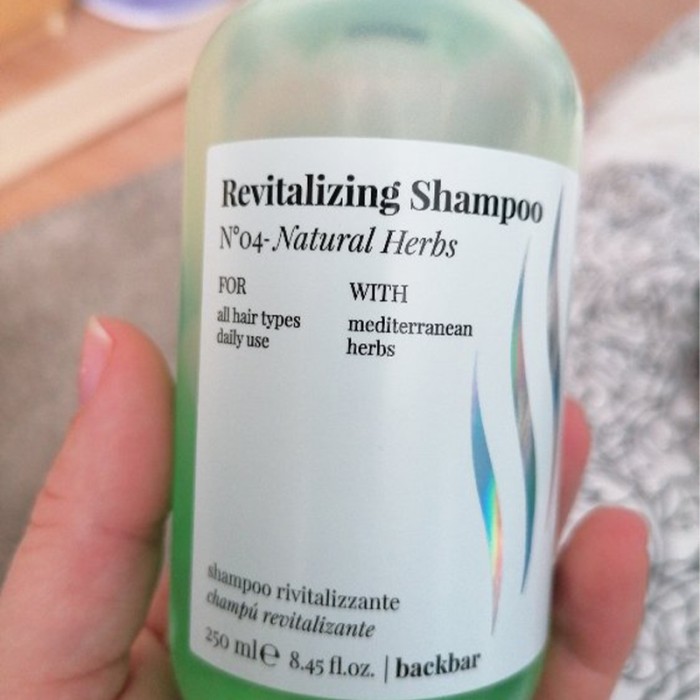 Revitalizing Shampoo
N°04-Natural Herbs
FOR
all hair types
daily use
WITH
mediterranean
herbs
shampoo rivitalizzante
champú revitalizante
250 ml℮ 8.45 fl.oz. | backbar